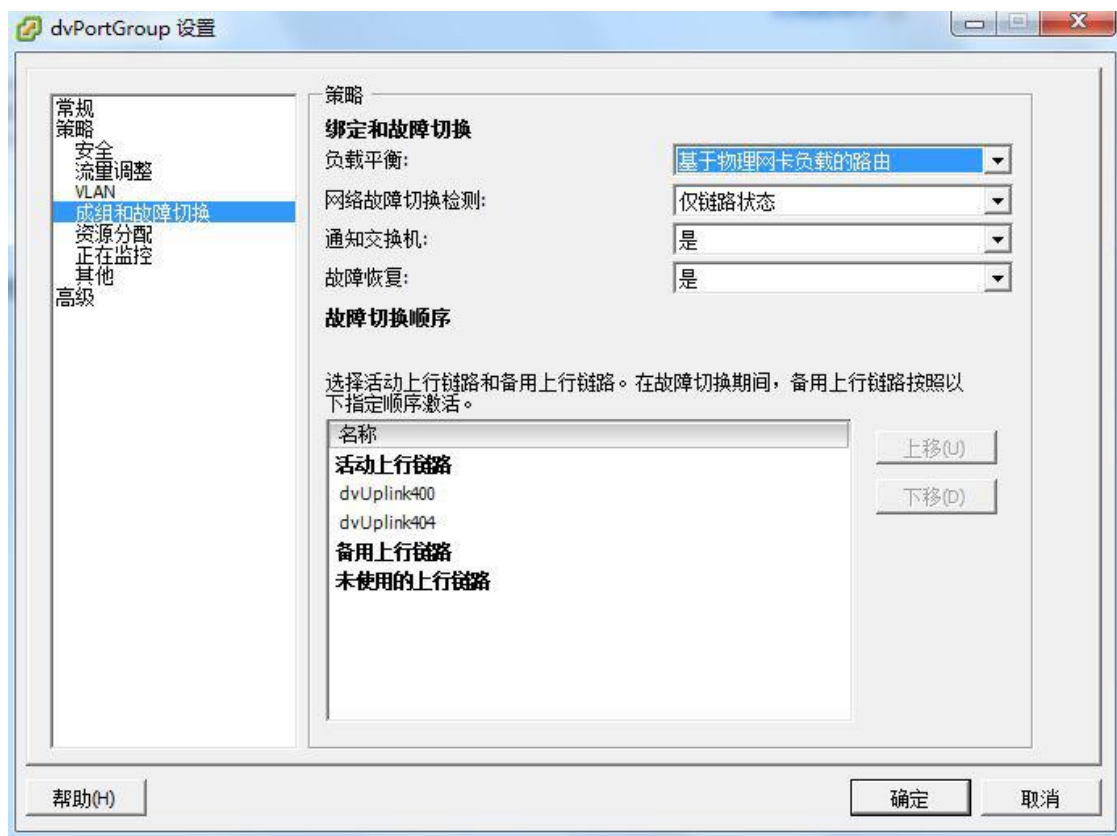 dvPortGroup 设置
常规
策略
安全
流量调整
VLAN
成组和故障切换
资源分配
正在监控
其他
高级
策略
绑定和故障切换
负载平衡: 基于物理网卡负载的路由
网络故障切换检测: 仅链路状态
通知交换机: 是
故障恢复: 是
故障切换顺序
选择活动上行链路和备用上行链路。在故障切换期间，备用上行链路按照以
下指定顺序激活。
名称
活动上行链路
dvUplink400
dvUplink404
备用上行链路
未使用的上行链路
上移(U)
下移(D)
帮助(H)
确定
取消